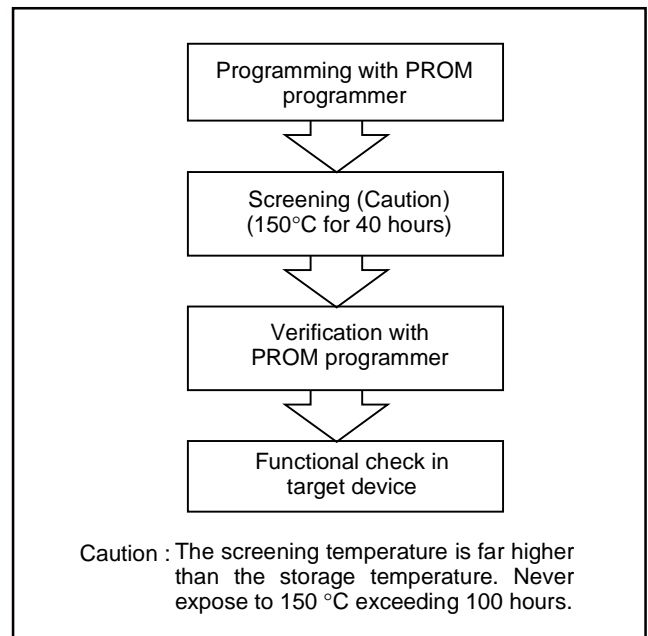 Programming with PROM
programmer
Screening (Caution)
(150°C for 40 hours)
Verification with
PROM programmer
Functional check in
target device
Caution : The screening temperature is far higher
than the storage temperature. Never
expose to 150 °C exceeding 100 hours.